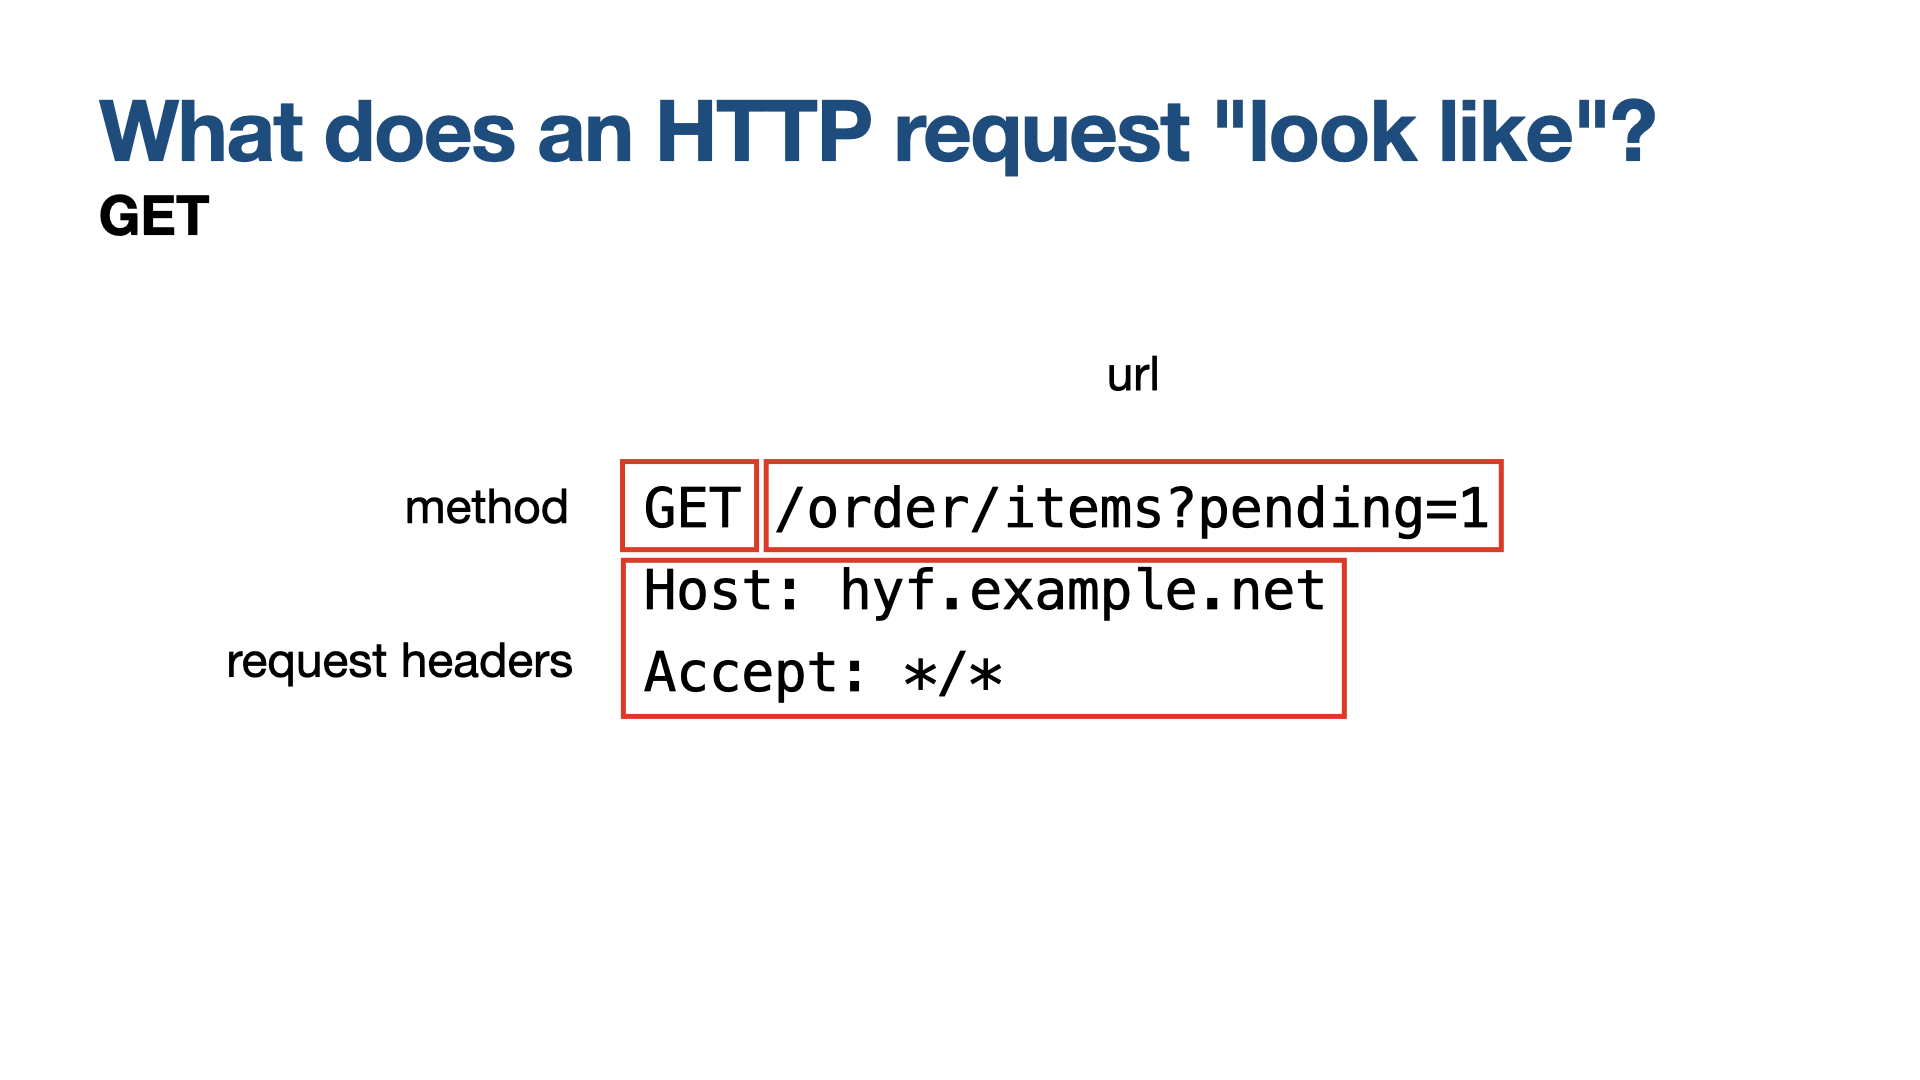 What does an HTTP request "look like"?
GET
url
method GET /order/items?pending=1
Host: hyf.example.net
request headers
Accept: */*